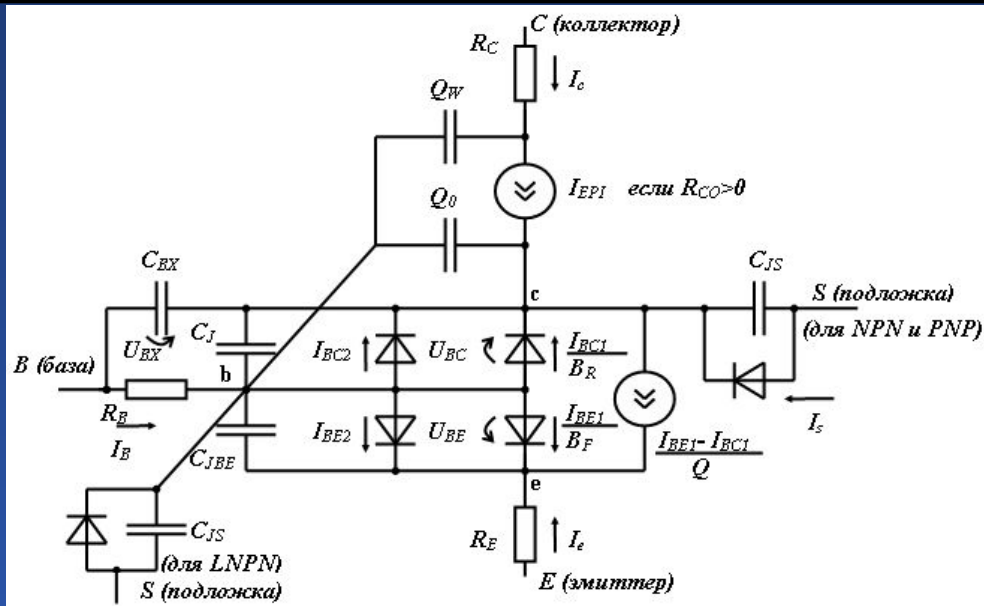 C (коллектор)
R_C
I_c
Q_W
I_EPI если R_CO>0
Q_0
C_BX
C_JS
c
S (подложка)
(для NPN и PNP)
U_BX
C_J
I_BC2
U_BC
I_BC1
B_R
B (база)
b
R_B
I_B
C_JBE
I_BE2
U_BE
I_BE1
B_F
I_s
I_BE1- I_BC1
Q
e
C_JS
(для LNPN)
S (подложка)
R_E
I_e
E (эмиттер)